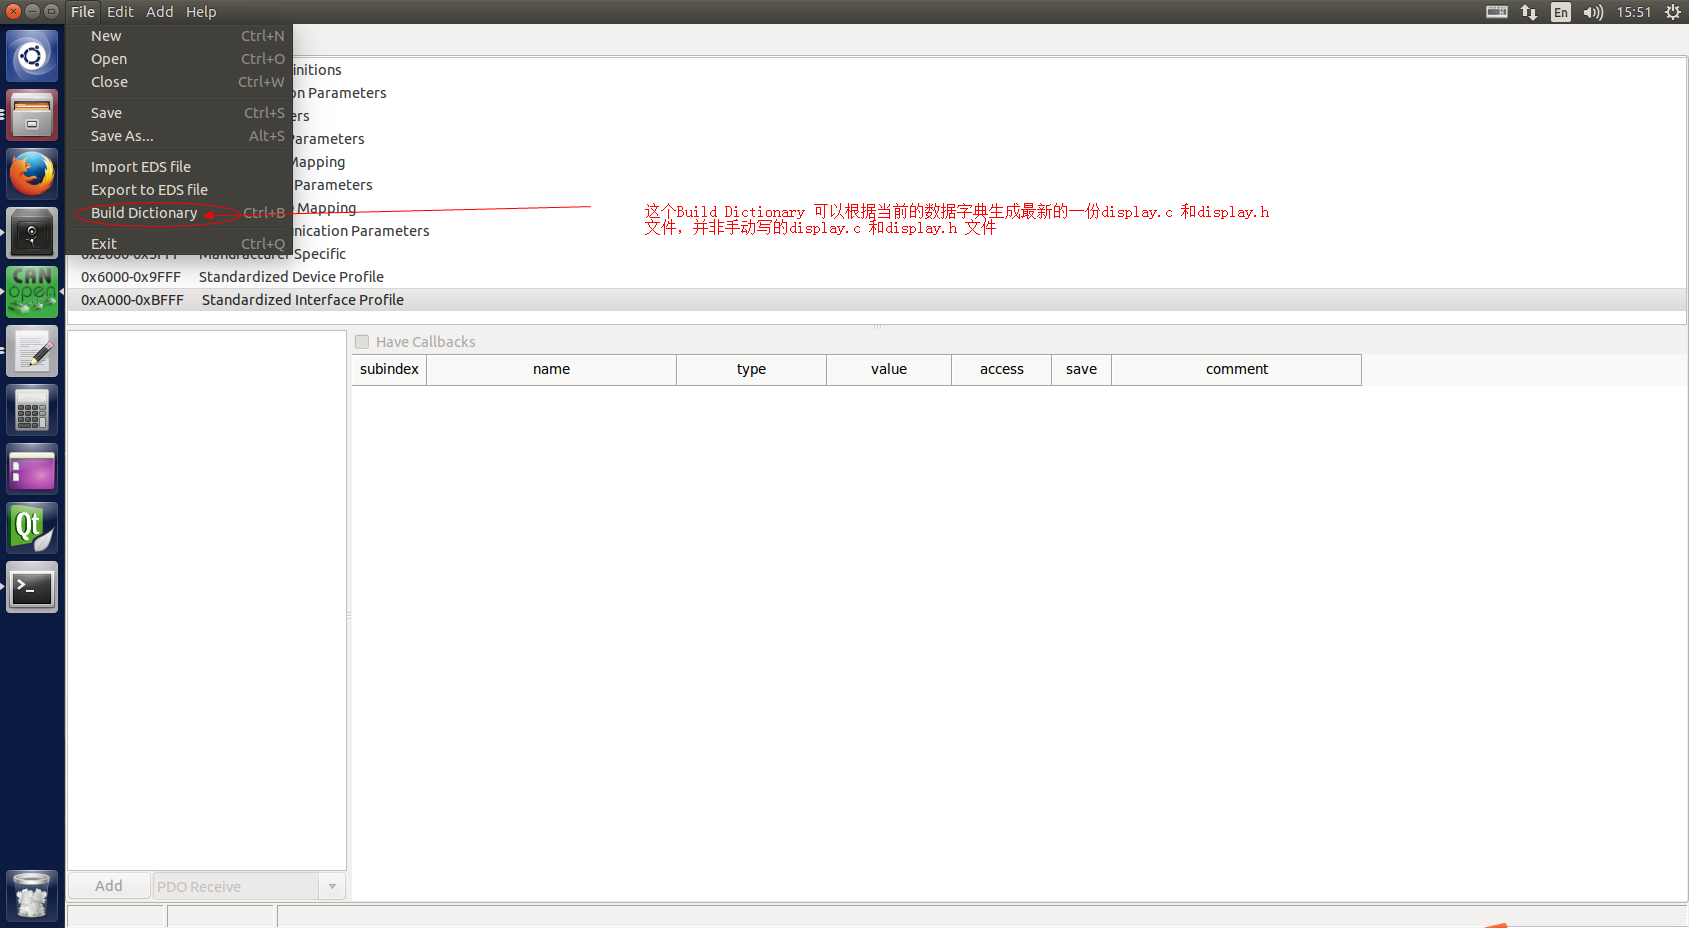 File Edit Add Help
En 15:51
New Ctrl+N
Open Ctrl+O
Close Ctrl+W
Save Ctrl+S
Save As... Alt+S
Import EDS file
Export to EDS file
Build Dictionary Ctrl+B
Exit Ctrl+Q
initions
on Parameters
ers
Parameters
Mapping
Parameters
Mapping
nication Parameters
Manufacturer Specific
0x6000-0x9FFF Standardized Device Profile
0xA000-0xBFFF Standardized Interface Profile
这个Build Dictionary 可以根据当前的数据字典生成最新的一份display.c 和display.h
文件，并非手动写的display.c 和display.h 文件
CAN
open
Qt
>_
Have Callbacks
subindex name type value access save comment
Add PDO Receive